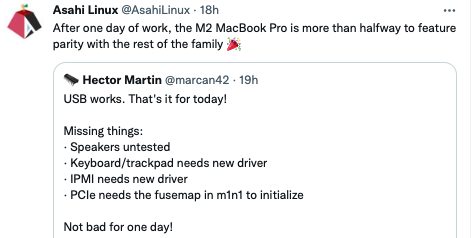 Asahi Linux @AsahiLinux · 18h
After one day of work, the M2 MacBook Pro is more than halfway to feature
parity with the rest of the family 🎉
Hector Martin @marcan42 · 19h
USB works. That's it for today!
Missing things:
· Speakers untested
· Keyboard/trackpad needs new driver
· IPMI needs new driver
· PCIe needs the fusemap in m1n1 to initialize
Not bad for one day!